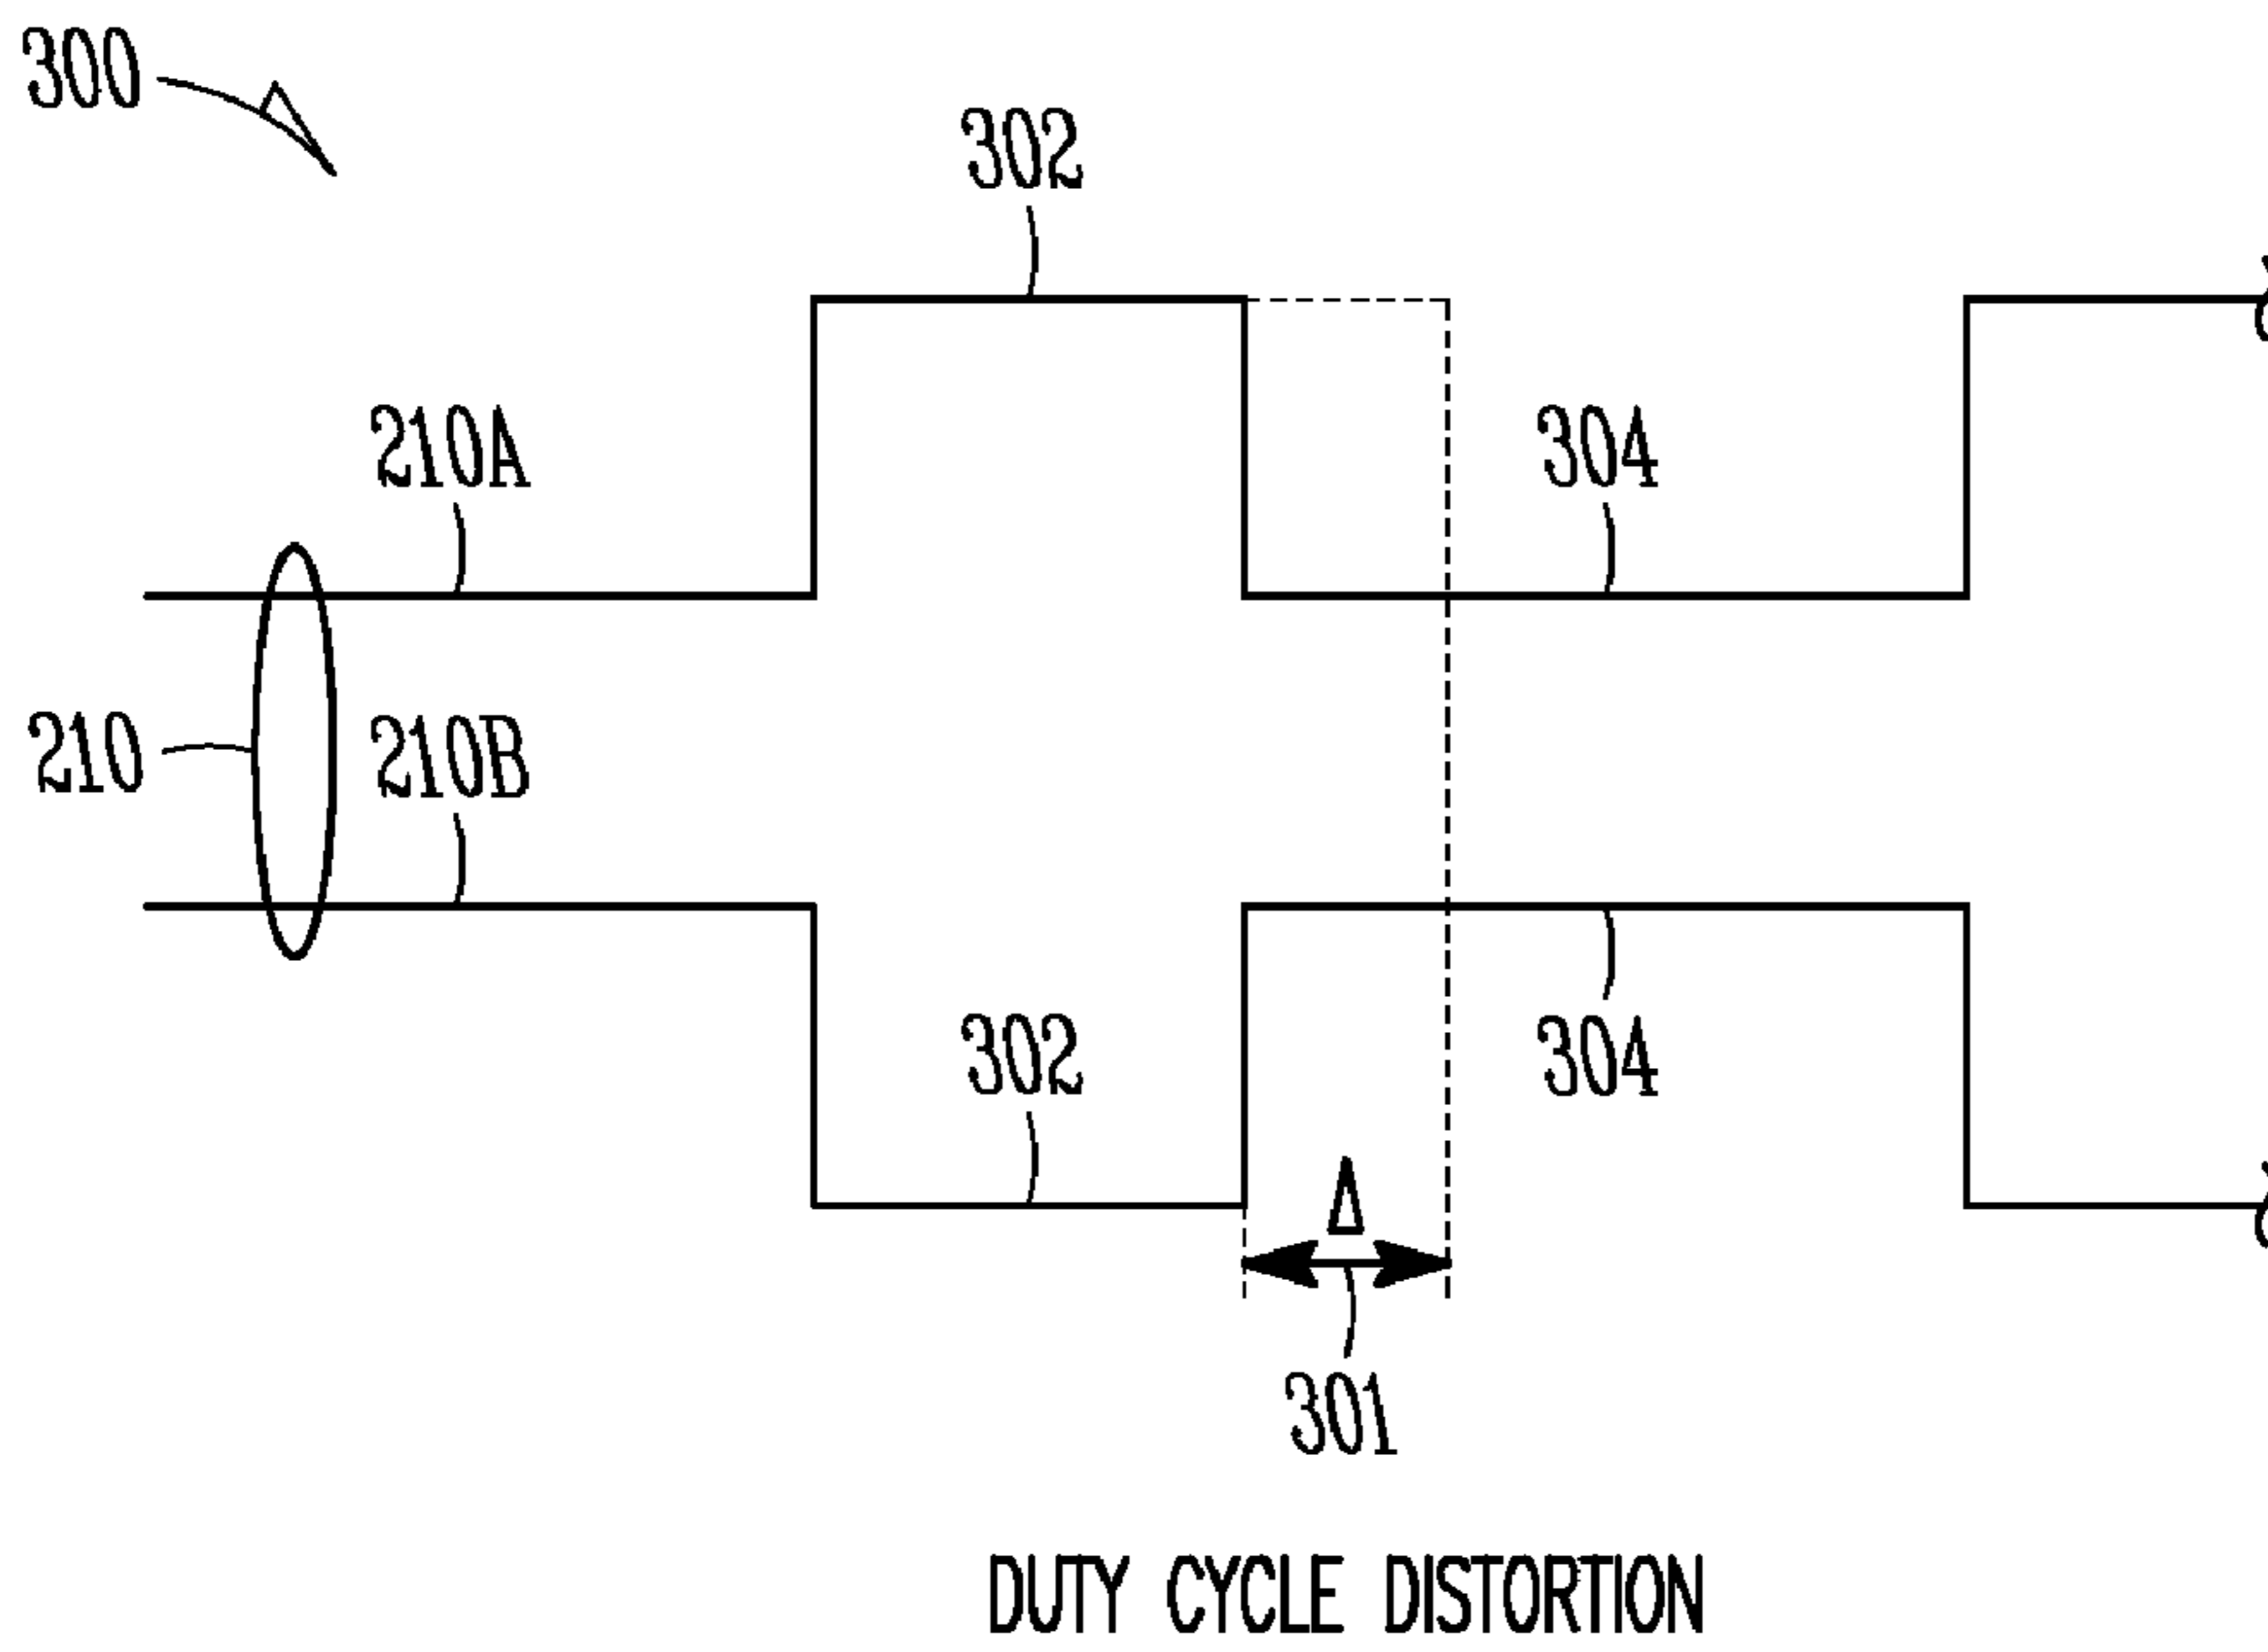 300
302
210A
304
210
210B
302
304
Δ
301
DUTY CYCLE DISTORTION